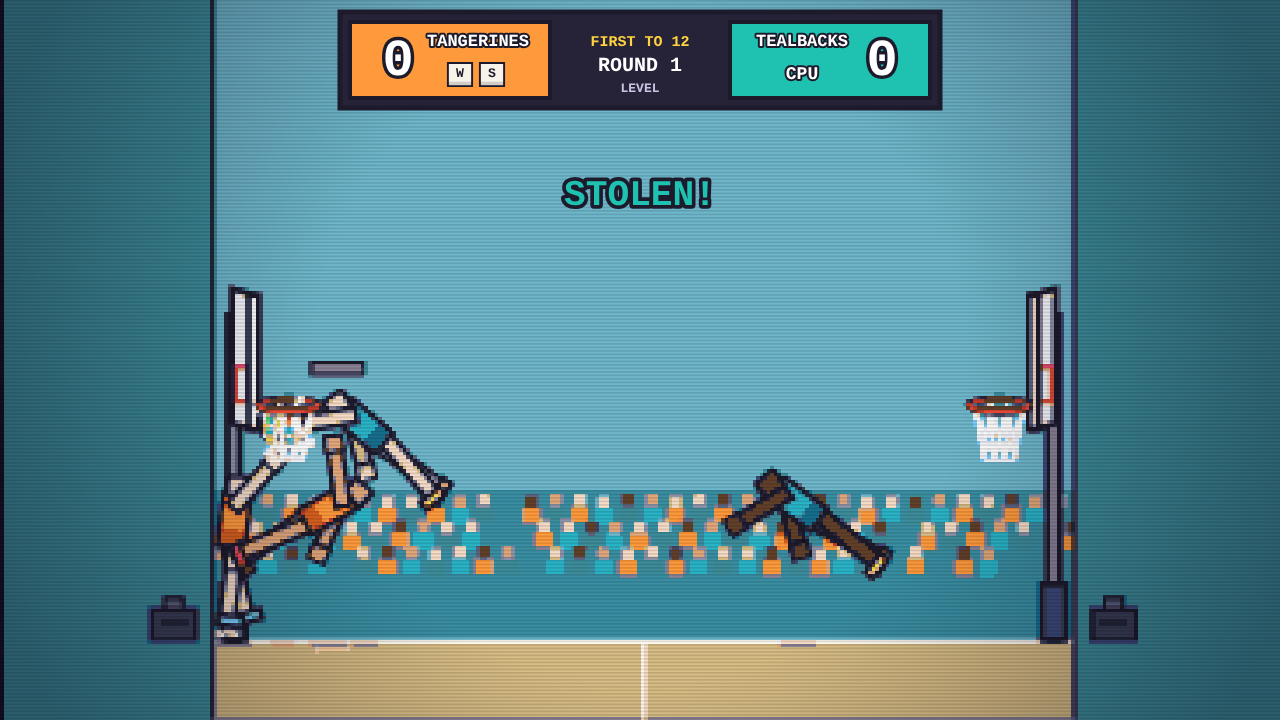 0 TANGERINES
W S
FIRST TO 12
ROUND 1
LEVEL
TEALBACKS 0
CPU
STOLEN!